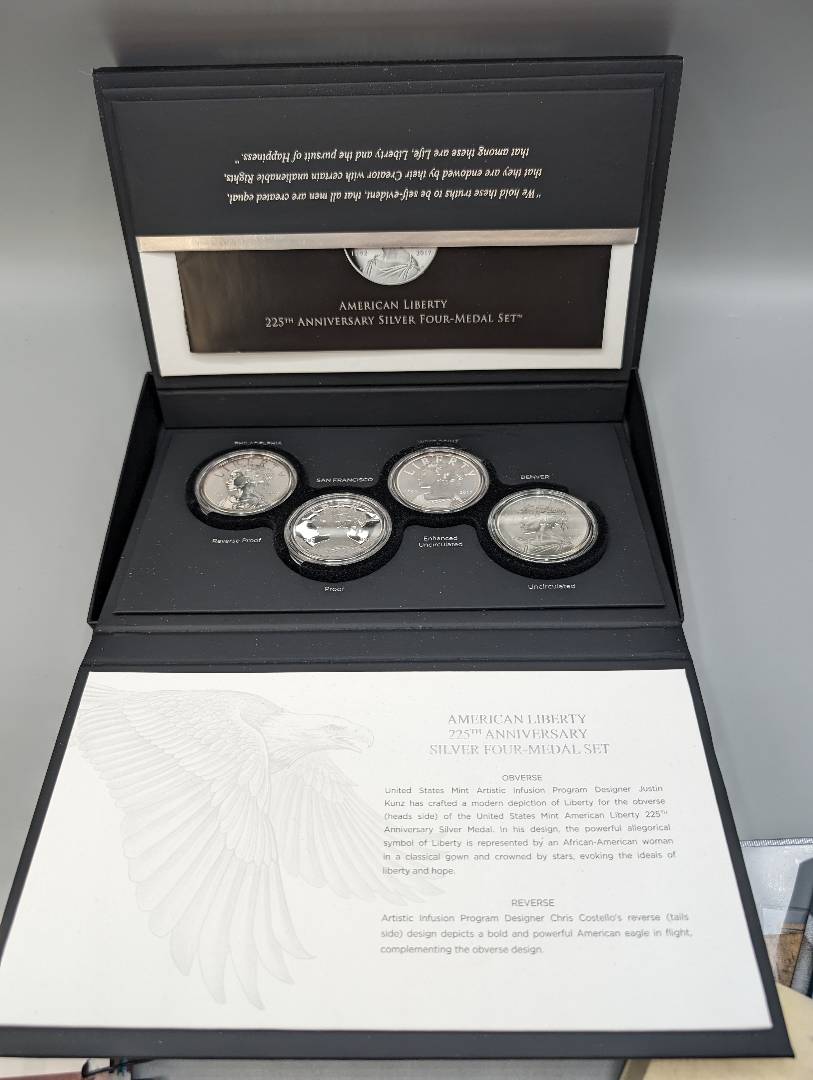 "We hold these truths to be self-evident, that all men are created equal,
that they are endowed by their Creator with certain unalienable Rights,
that among these are Life, Liberty and the pursuit of Happiness."
1792 2017
AMERICAN LIBERTY
225TH ANNIVERSARY SILVER FOUR-MEDAL SET™
PHILADELPHIA
WEST POINT
SAN FRANCISCO
DENVER
LIBERTY
2017
Reverse Proof
Enhanced
Uncirculated
Proof
Uncirculated
AMERICAN LIBERTY
225TH ANNIVERSARY
SILVER FOUR-MEDAL SET
OBVERSE
United States Mint Artistic Infusion Program Designer Justin
Kunz has crafted a modern depiction of Liberty for the obverse
(heads side) of the United States Mint American Liberty 225TH
Anniversary Silver Medal. In his design, the powerful allegorical
symbol of Liberty is represented by an African-American woman
in a classical gown and crowned by stars, evoking the ideals of
liberty and hope.
REVERSE
Artistic Infusion Program Designer Chris Costello's reverse (tails
side) design depicts a bold and powerful American eagle in flight,
complementing the obverse design.